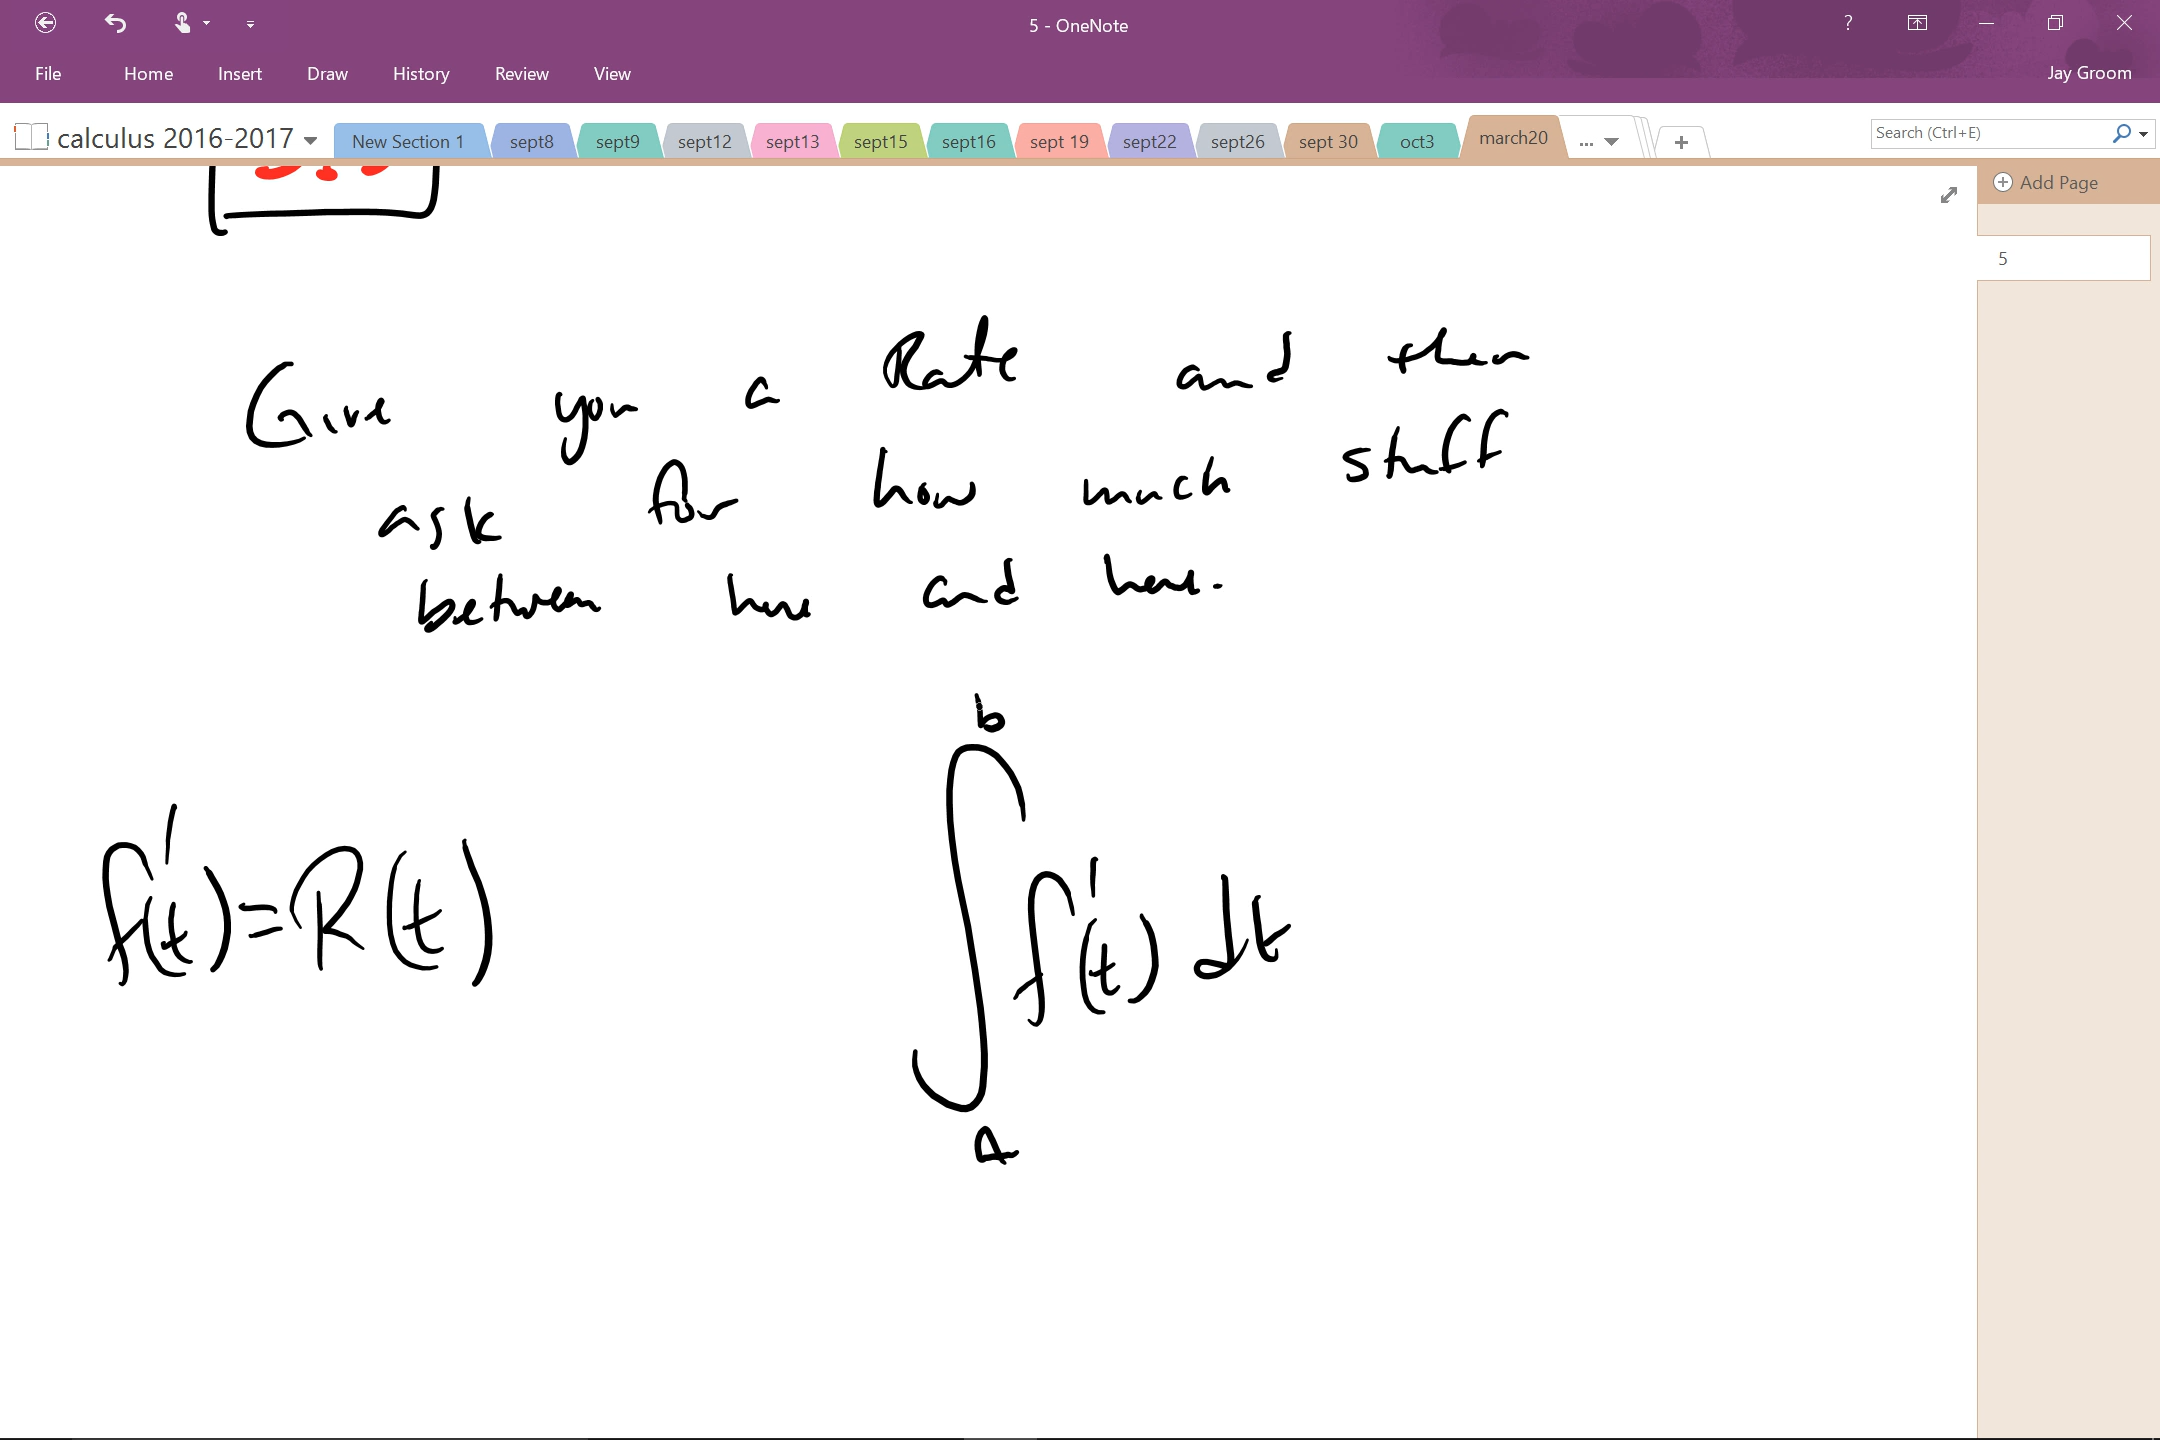 5 - OneNote
?
File Home Insert Draw History Review View
Jay Groom
calculus 2016-2017
New Section 1 sept8 sept9 sept12 sept13 sept15 sept16 sept 19 sept22 sept26 sept 30 oct3 march20 ... +
Search (Ctrl+E)
Add Page
5
Give you a Rate and then
ask for how much stuff
between here and here.
f'(t)=R(t)
∫ₐᵇ f'(t) dt